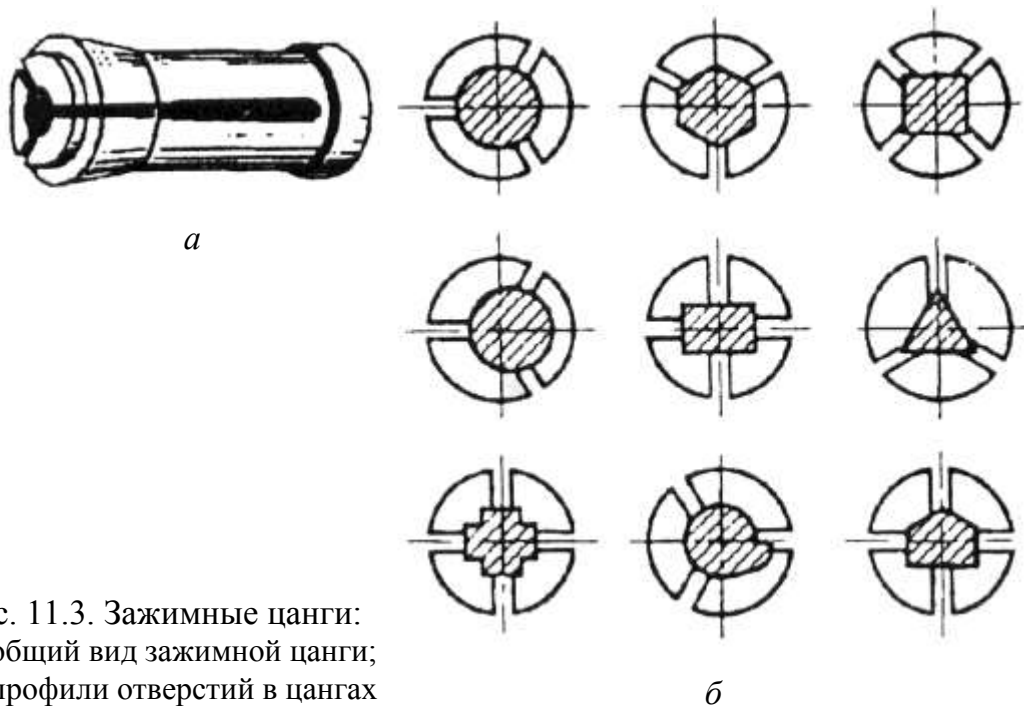 а
с. 11.3. Зажимные цанги:
общий вид зажимной цанги;
профили отверстий в цангах
б